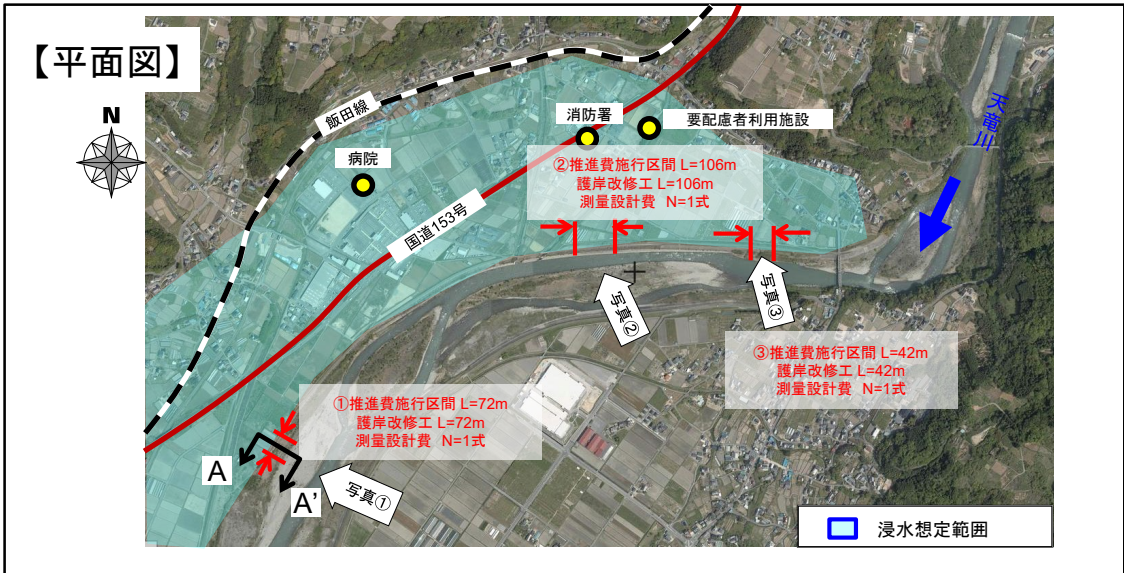 【平面図】
N
飯田線
病院
消防署
要配慮者利用施設
天竜川
国道153号
②推進費施行区間 L=106m
護岸改修工 L=106m
測量設計費 N=1式
写真②
写真③
③推進費施行区間 L=42m
護岸改修工 L=42m
測量設計費 N=1式
①推進費施行区間 L=72m
護岸改修工 L=72m
測量設計費 N=1式
A
A’
写真①
浸水想定範囲